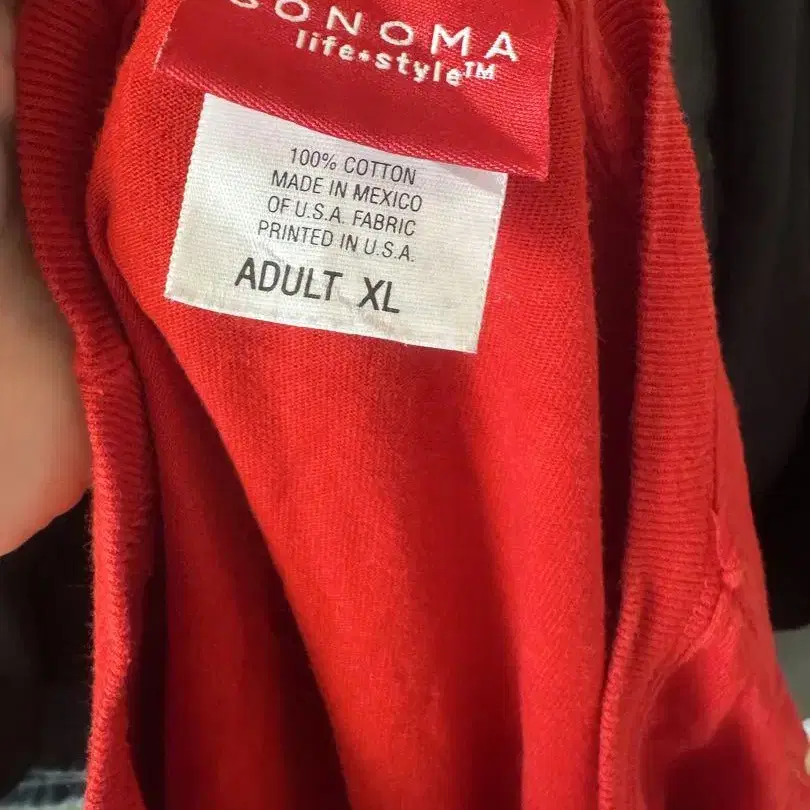 SONOMA
life+style™
100% COTTON
MADE IN MEXICO
OF U.S.A. FABRIC
PRINTED IN U.S.A.
ADULT XL